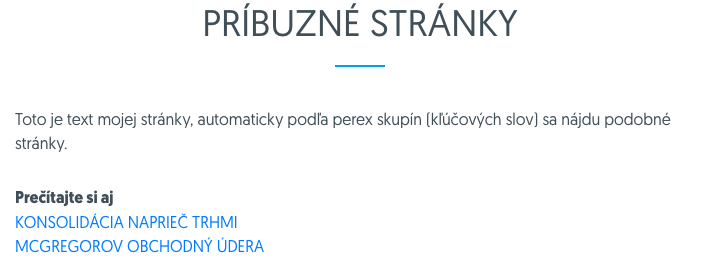 PRÍBUZNÉ STRÁNKY
Toto je text mojej stránky, automaticky podľa perex skupín (kľúčových slov) sa nájdu podobné
stránky.
Prečítajte si aj
KONSOLIDÁCIA NAPRIEČ TRHMI
MCGREGOROV OBCHODNÝ ÚDERA